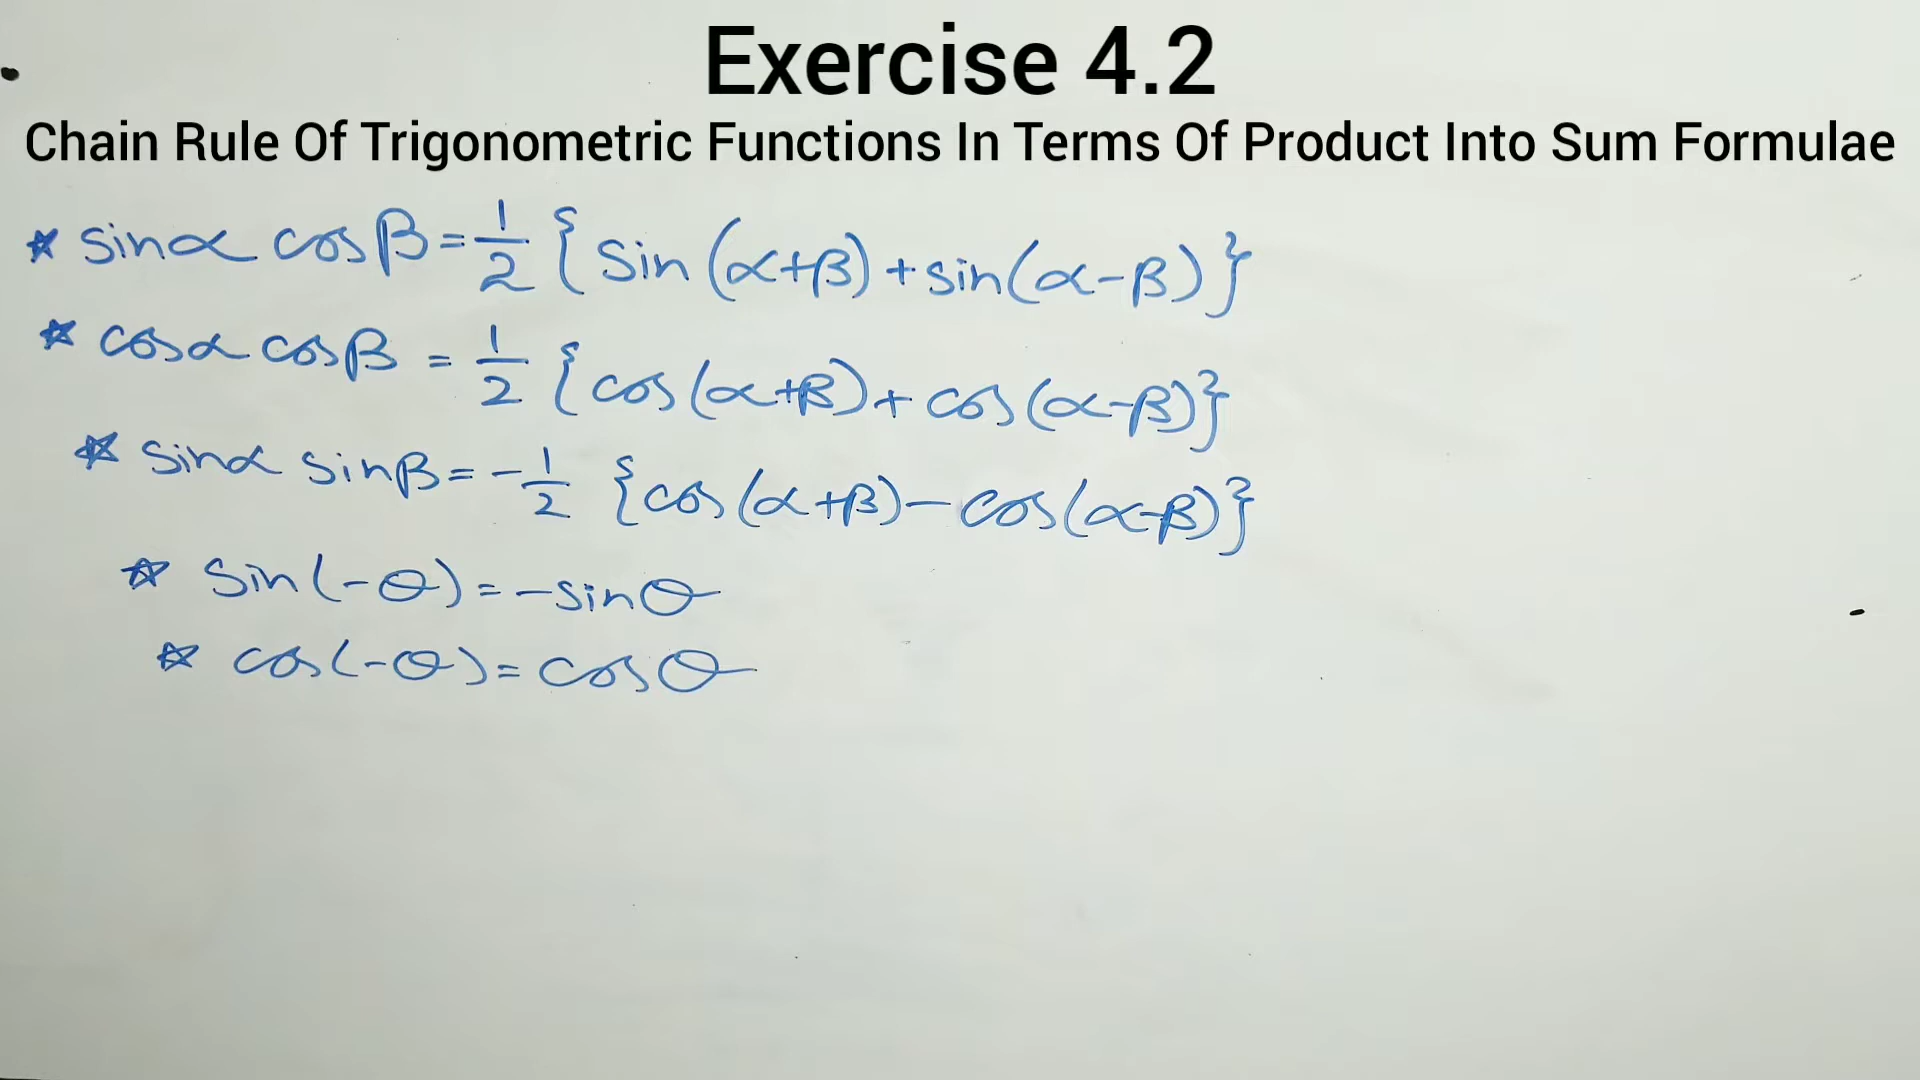 Exercise 4.2
Chain Rule Of Trigonometric Functions In Terms Of Product Into Sum Formulae
* sinα cosβ = 1/2 {sin(α+β) + sin(α-β)}
* cosα cosβ = 1/2 {cos(α+β) + cos(α-β)}
* sinα sinβ = -1/2 {cos(α+β) - cos(α-β)}
* sin(-θ) = -sinθ
* cos(-θ) = cosθ